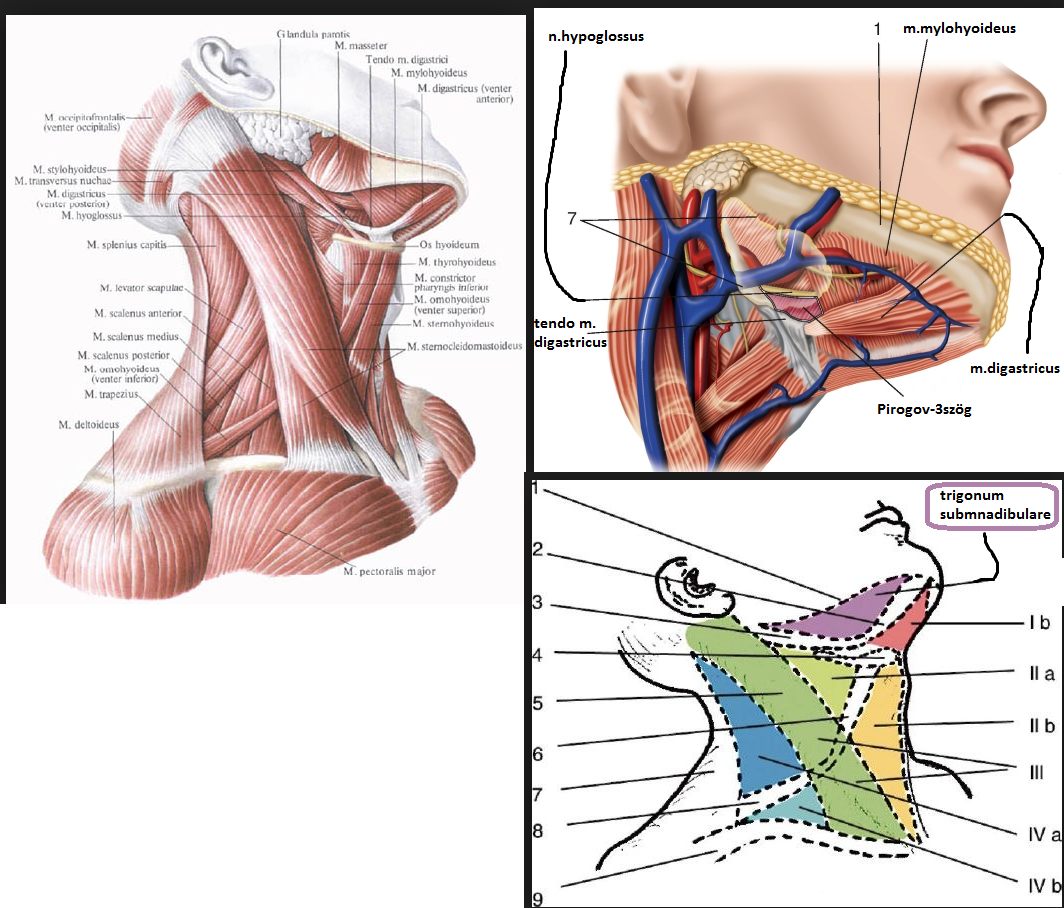 Glandula parotis
M. masseter
Tendo m. digastrici
M. mylohyoideus
M. digastricus (venter
anterior)
M. occipitofrontalis
(venter occipitalis)
M. stylohyoideus
M. transversus nuchae
M. digastricus
(venter posterior)
M. hyoglossus
M. splenius capitis
M. levator scapulae
M. scalenus anterior
M. scalenus medius
M. scalenus posterior
M. omohyoideus
(venter inferior)
M. trapezius
M. deltoideus
Os hyoideum
M. thyrohyoideus
M. constrictor
pharyngis inferior
M. omohyoideus
(venter superior)
M. sternohyoideus
M. sternocleidomastoideus
M. pectoralis major
n.hypoglossus
1
m.mylohyoideus
7
tendo m.
digastricus
m.digastricus
Pirogov-3szög
trigonum
submnadibulare
1
2
3
4
5
6
7
8
9
I b
II a
II b
III
IV a
IV b